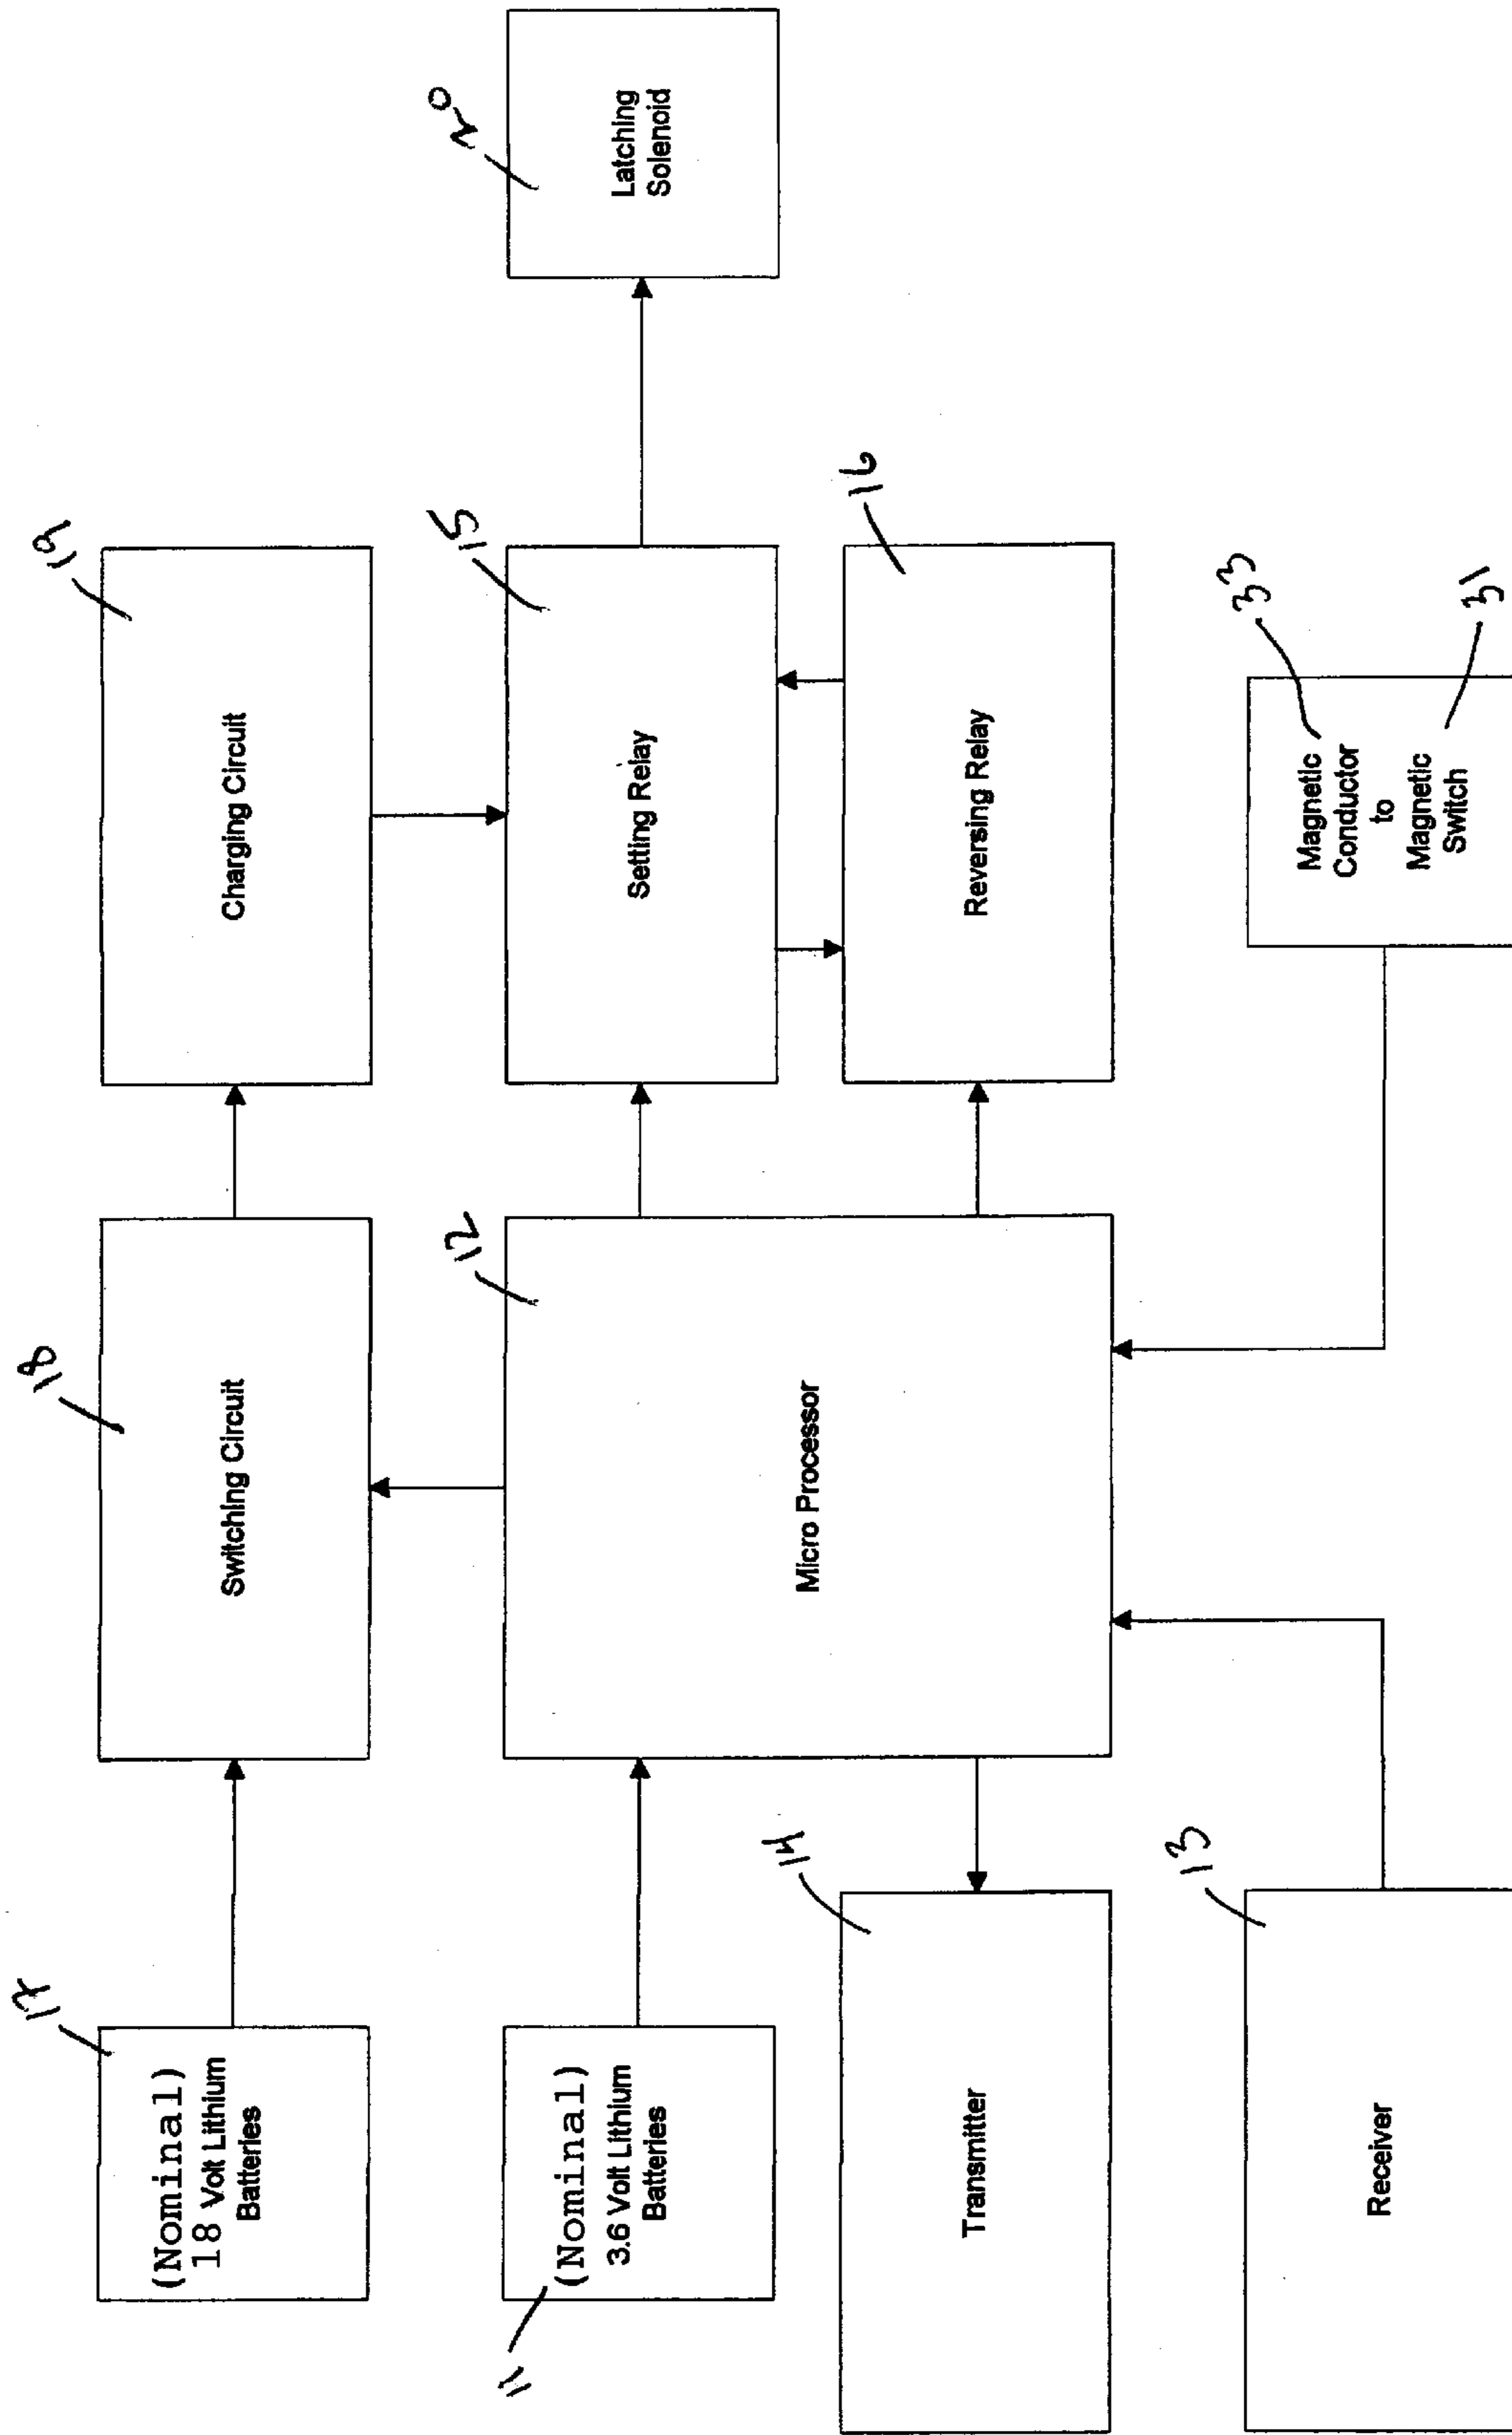 17
(Nominal)
18 Volt Lithium
Batteries
18
Switching Circuit
19
Charging Circuit
11
(Nominal)
3.6 Volt Lithium
Batteries
12
Micro Processor
15
Setting Relay
20
Latching
Solenoid
14
Transmitter
16
Reversing Relay
13
Receiver
33
Magnetic
Conductor
to
Magnetic
Switch
31